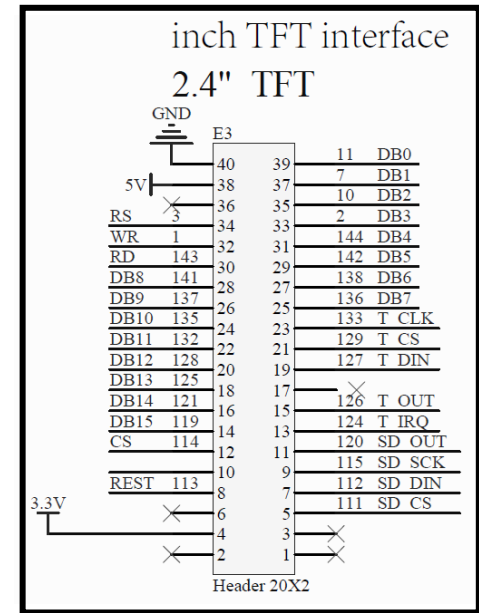 inch TFT interface
2.4" TFT
GND
E3
40 39 11 DB0
5V 38 37 7 DB1
36 35 10 DB2
RS 3 34 33 2 DB3
WR 1 32 31 144 DB4
RD 143 30 29 142 DB5
DB8 141 28 27 138 DB6
DB9 137 26 25 136 DB7
DB10 135 24 23 133 T CLK
DB11 132 22 21 129 T CS
DB12 128 20 19 127 T DIN
DB13 125 18 17
DB14 121 16 15 126 T OUT
DB15 119 14 13 124 T IRQ
CS 114 12 11 120 SD OUT
10 9 115 SD SCK
REST 113 8 7 112 SD DIN
3.3V 6 5 111 SD CS
4 3
2 1
Header 20X2